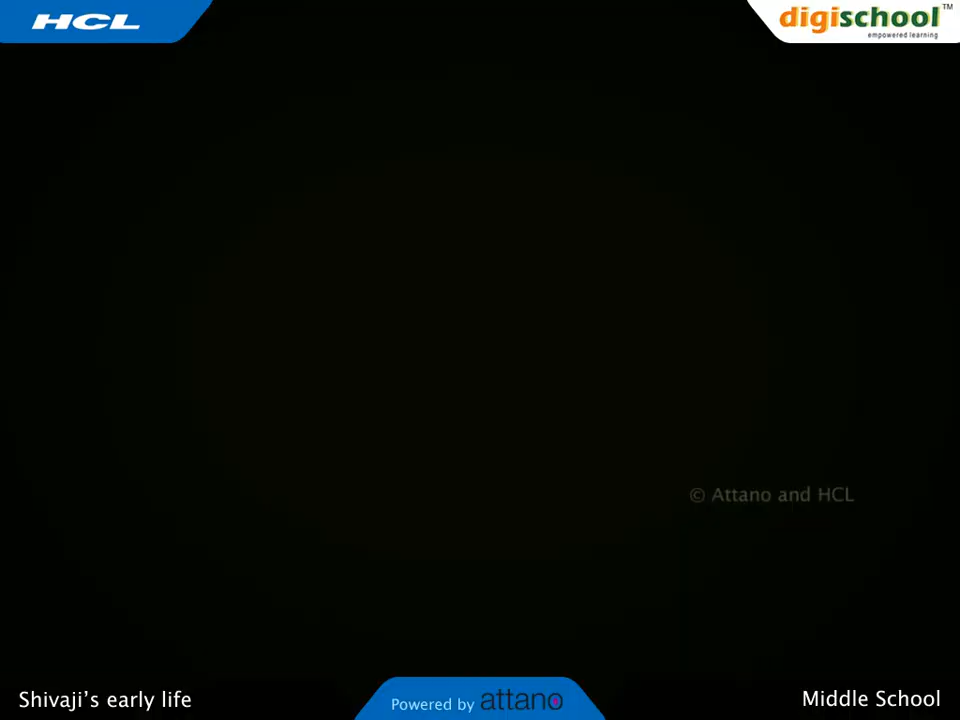 HCL
digischool™
empowered learning
© Attano and HCL
Shivaji’s early life
Powered by attano
Middle School